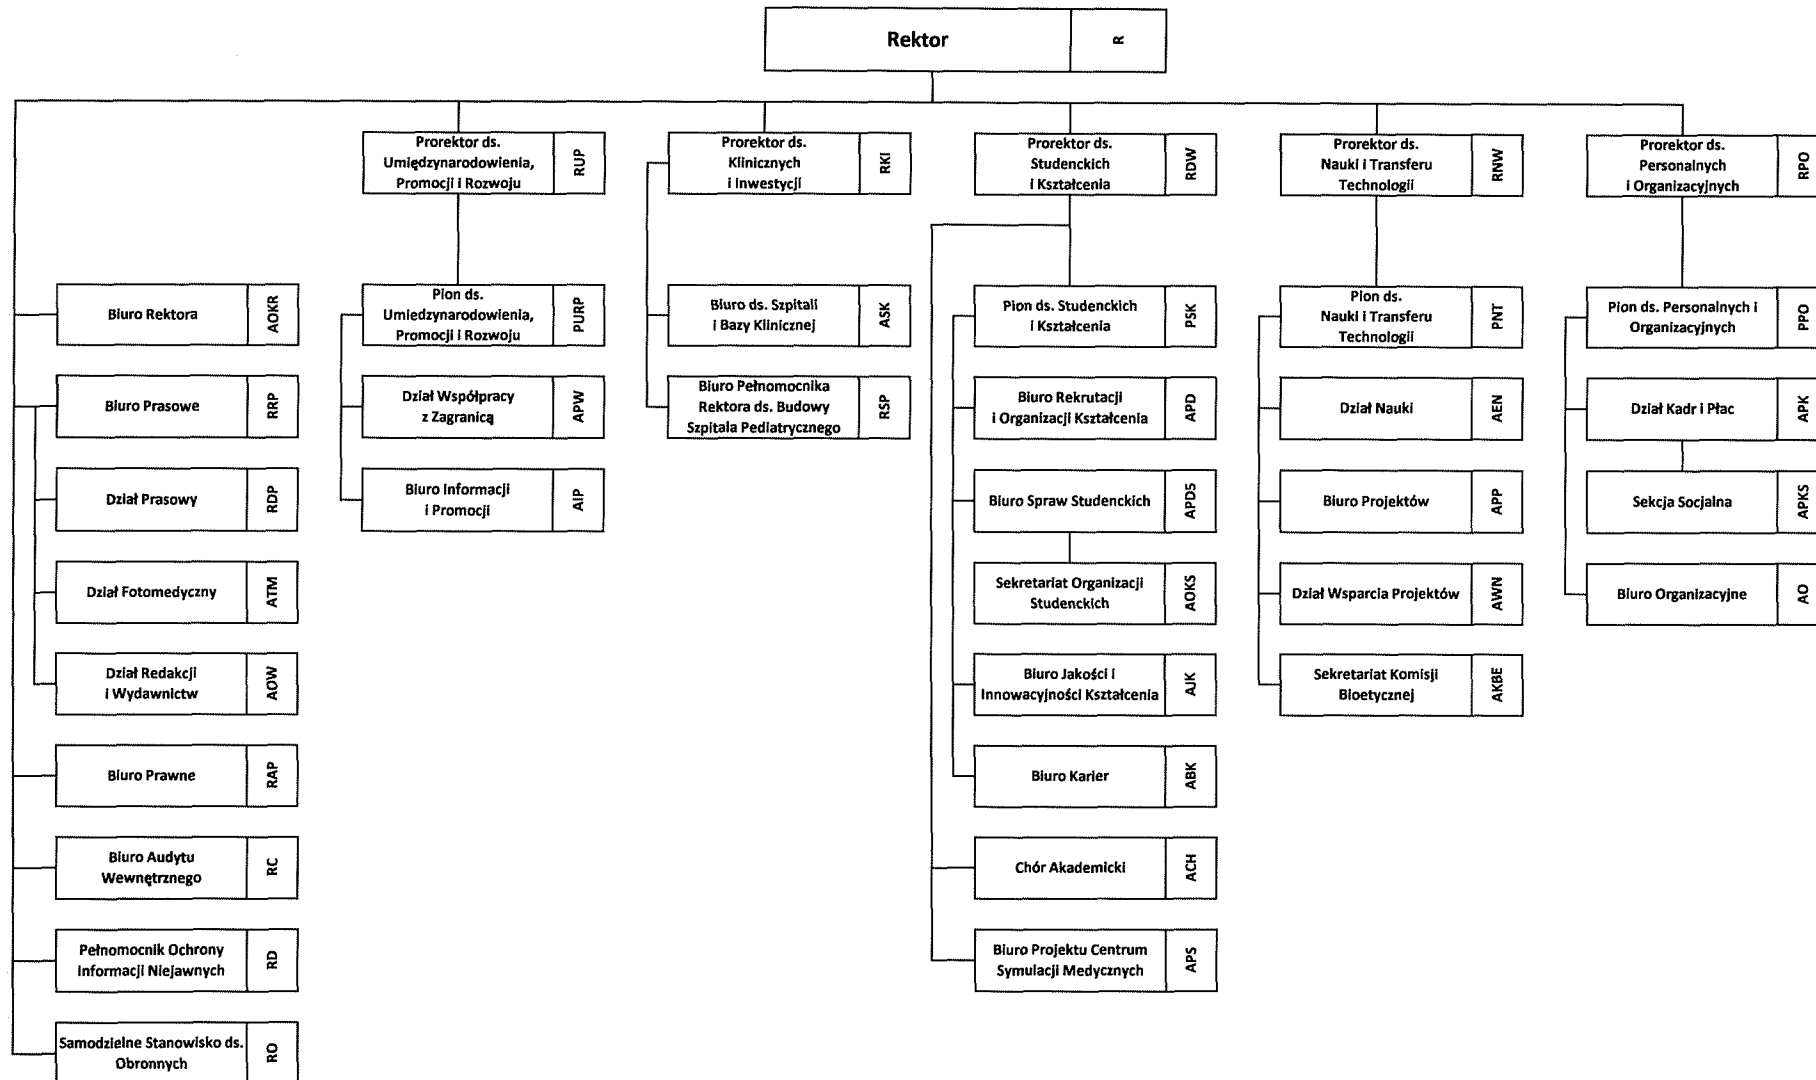 Rektor
R
Prorektor ds.
Umiędzynarodowienia,
Promocji i Rozwoju
RUP
Prorektor ds.
Klinicznych
i Inwestycji
RKI
Prorektor ds.
Studenckich
i Kształcenia
RDW
Prorektor ds.
Nauki i Transferu
Technologii
RNW
Prorektor ds.
Personalnych
i Organizacyjnych
RPO
Biuro Rektora
AOKR
Biuro Prasowe
RRP
Dział Prasowy
RDP
Dział Fotomedyczny
ATM
Dział Redakcji
i Wydawnictw
AOW
Biuro Prawne
RAP
Biuro Audytu
Wewnętrznego
RC
Pełnomocnik Ochrony
Informacji Niejawnych
RD
Samodzielne Stanowisko ds.
Obronnych
RO
Pion ds.
Umiedzynarodowienia,
Promocji i Rozwoju
PURP
Dział Współpracy
z Zagranicą
APW
Biuro Informacji
i Promocji
AIP
Biuro ds. Szpitali
i Bazy Klinicznej
ASK
Biuro Pełnomocnika
Rektora ds. Budowy
Szpitala Pediatrycznego
RSP
Pion ds. Studenckich
i Kształcenia
PSK
Biuro Rekrutacji
i Organizacji Kształcenia
APD
Biuro Spraw Studenckich
APDS
Sekretariat Organizacji
Studenckich
AOKS
Biuro Jakości i
Innowacyjności Kształcenia
AJK
Biuro Karier
ABK
Chór Akademicki
ACH
Biuro Projektu Centrum
Symulacji Medycznych
APS
Pion ds.
Nauki i Transferu
Technologii
PNT
Dział Nauki
AEN
Biuro Projektów
APP
Dział Wsparcia Projektów
AWN
Sekretariat Komisji
Bioetycznej
AKBE
Pion ds. Personalnych i
Organizacyjnych
PPO
Dział Kadr i Płac
APK
Sekcja Socjalna
APKS
Biuro Organizacyjne
AO